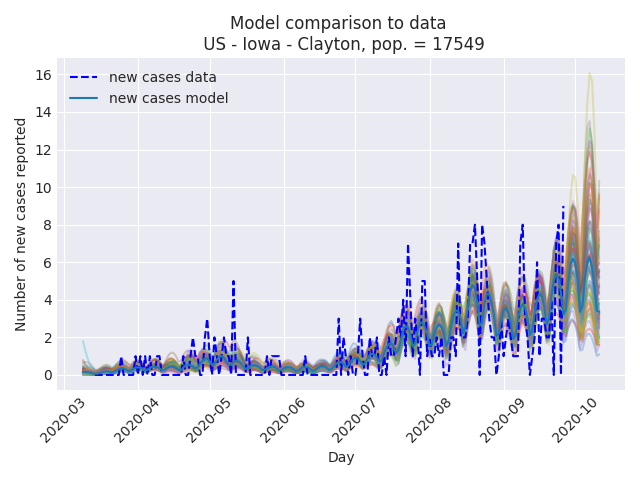 Model comparison to data
US - Iowa - Clayton, pop. = 17549
new cases data
new cases model
Number of new cases reported
16
14
12
10
8
6
4
2
0
2020-03
2020-04
2020-05
2020-06
2020-07
2020-08
2020-09
2020-10
Day